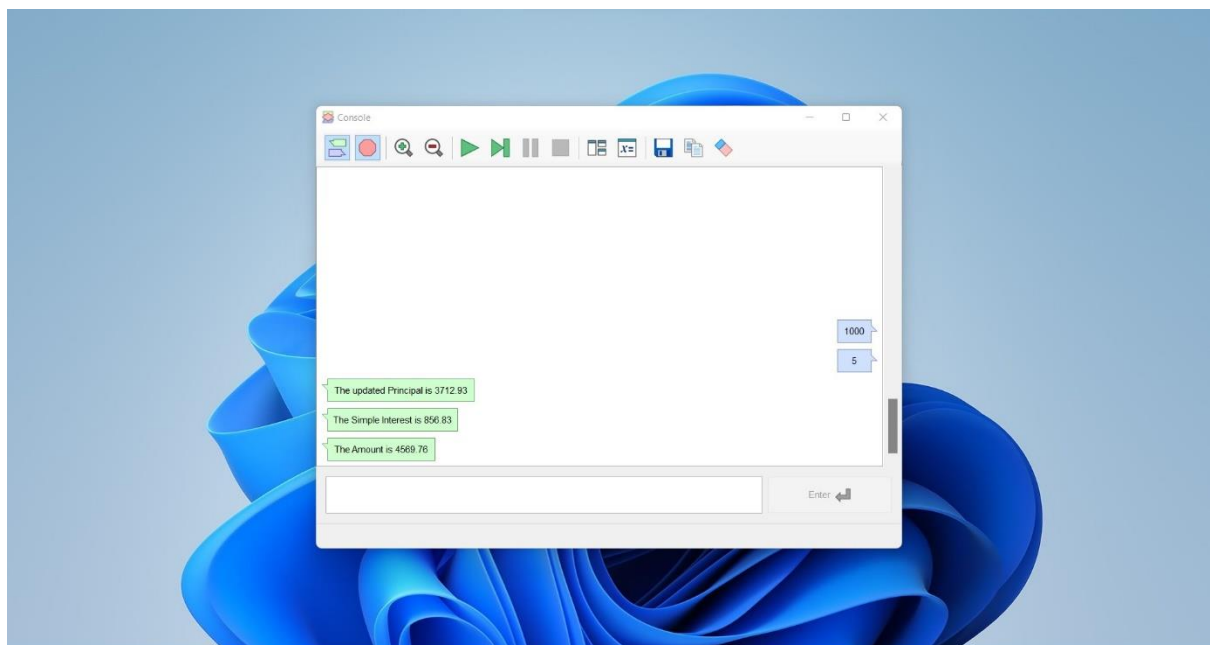 Console
x=
1000
5
The updated Principal is 3712.93
The Simple Interest is 856.83
The Amount is 4569.76
Enter